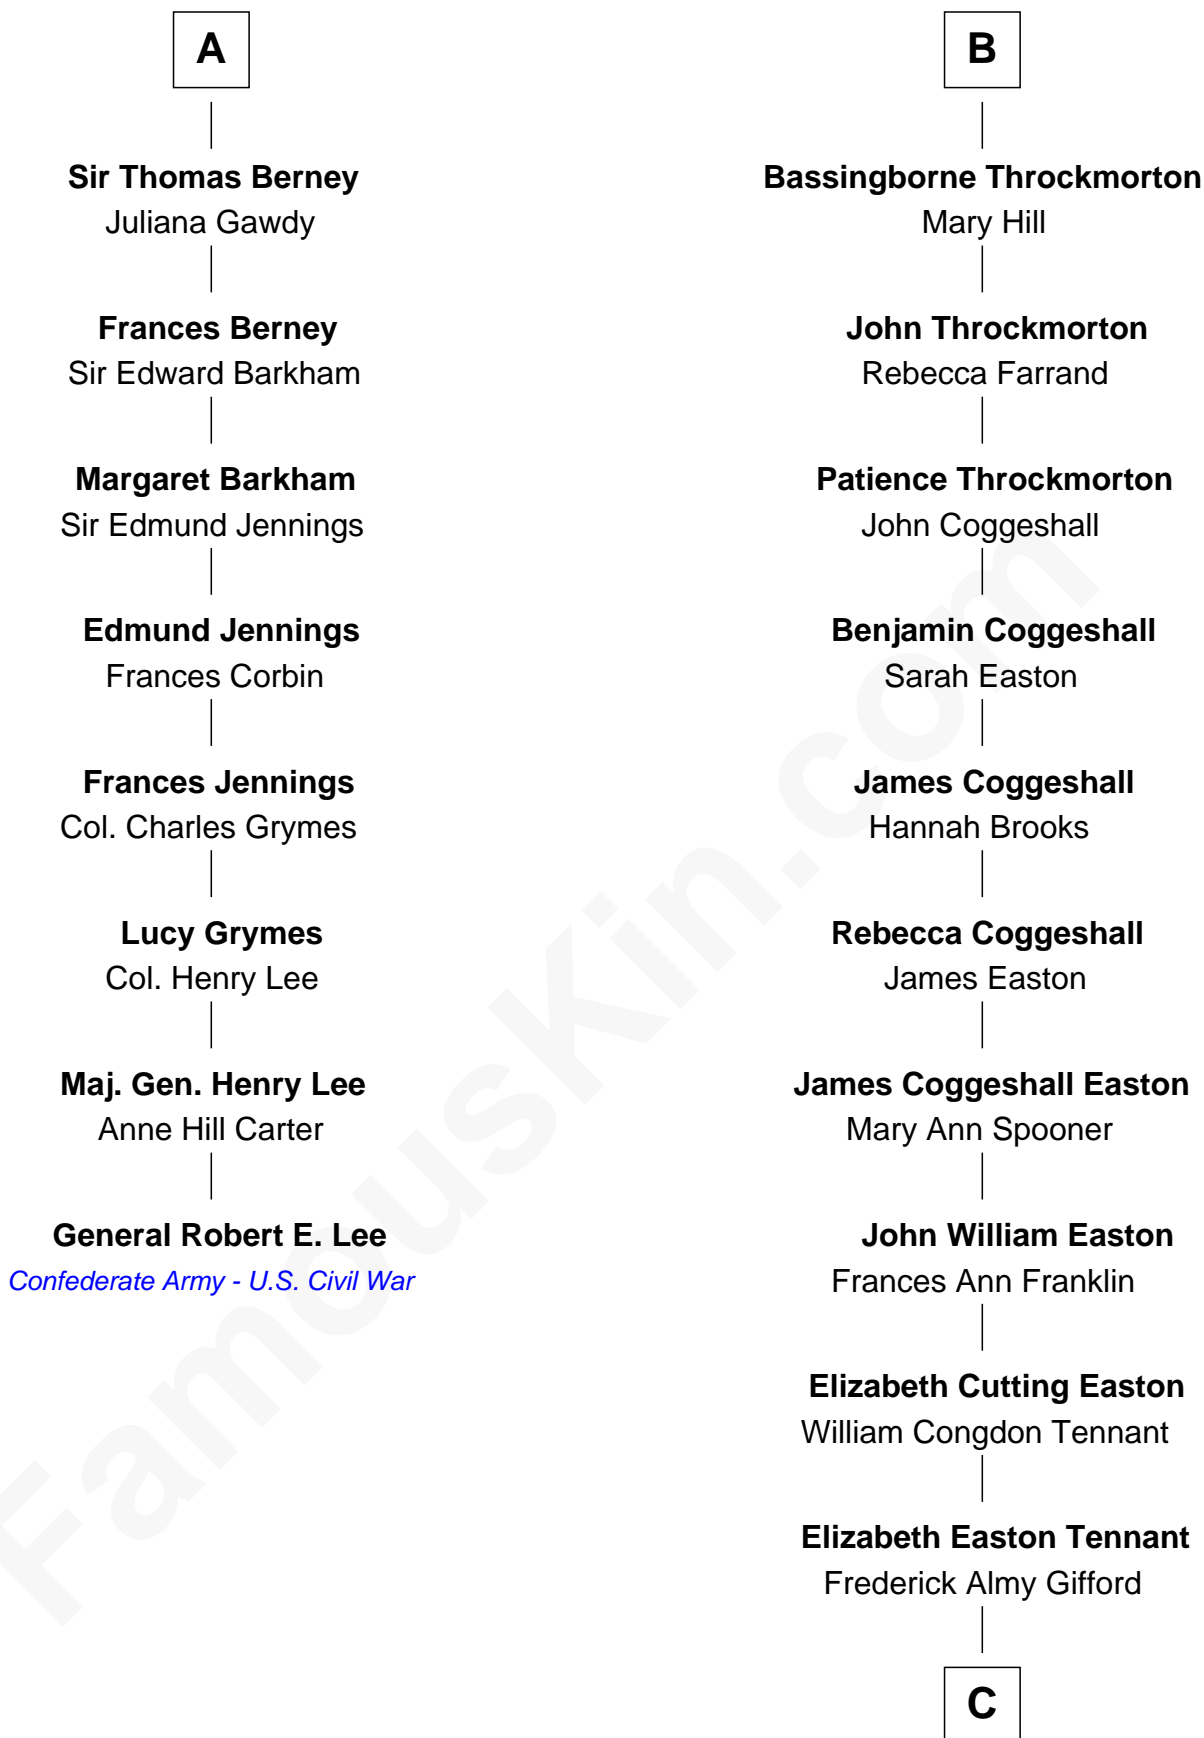 A
Sir Thomas Berney
Juliana Gawdy
Frances Berney
Sir Edward Barkham
Margaret Barkham
Sir Edmund Jennings
Edmund Jennings
Frances Corbin
Frances Jennings
Col. Charles Grymes
Lucy Grymes
Col. Henry Lee
Maj. Gen. Henry Lee
Anne Hill Carter
General Robert E. Lee
Confederate Army - U.S. Civil War
B
Bassingborne Throckmorton
Mary Hill
John Throckmorton
Rebecca Farrand
Patience Throckmorton
John Coggeshall
Benjamin Coggeshall
Sarah Easton
James Coggeshall
Hannah Brooks
Rebecca Coggeshall
James Easton
James Coggeshall Easton
Mary Ann Spooner
John William Easton
Frances Ann Franklin
Elizabeth Cutting Easton
William Congdon Tennant
Elizabeth Easton Tennant
Frederick Almy Gifford
C
FamousKin.com